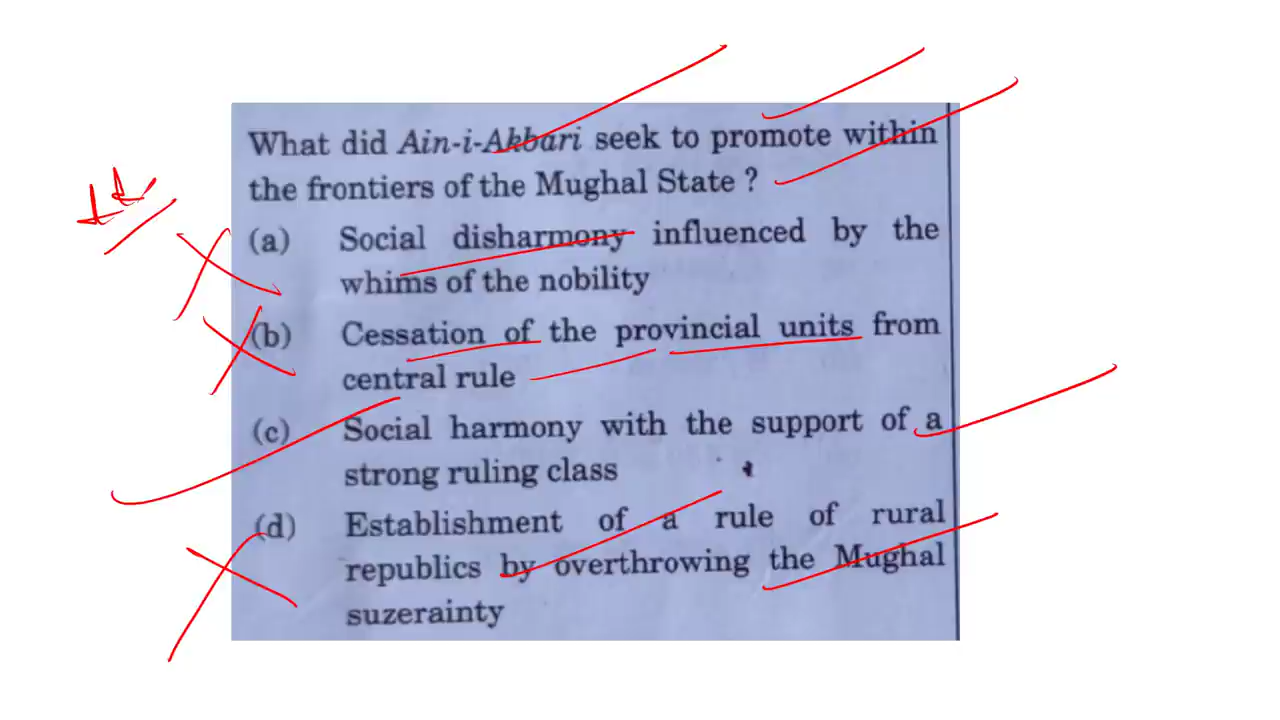 What did Ain-i-Akbari seek to promote within
the frontiers of the Mughal State ?
(a) Social disharmony influenced by the
whims of the nobility
(b) Cessation of the provincial units from
central rule
(c) Social harmony with the support of a
strong ruling class
(d) Establishment of a rule of rural
republics by overthrowing the Mughal
suzerainty